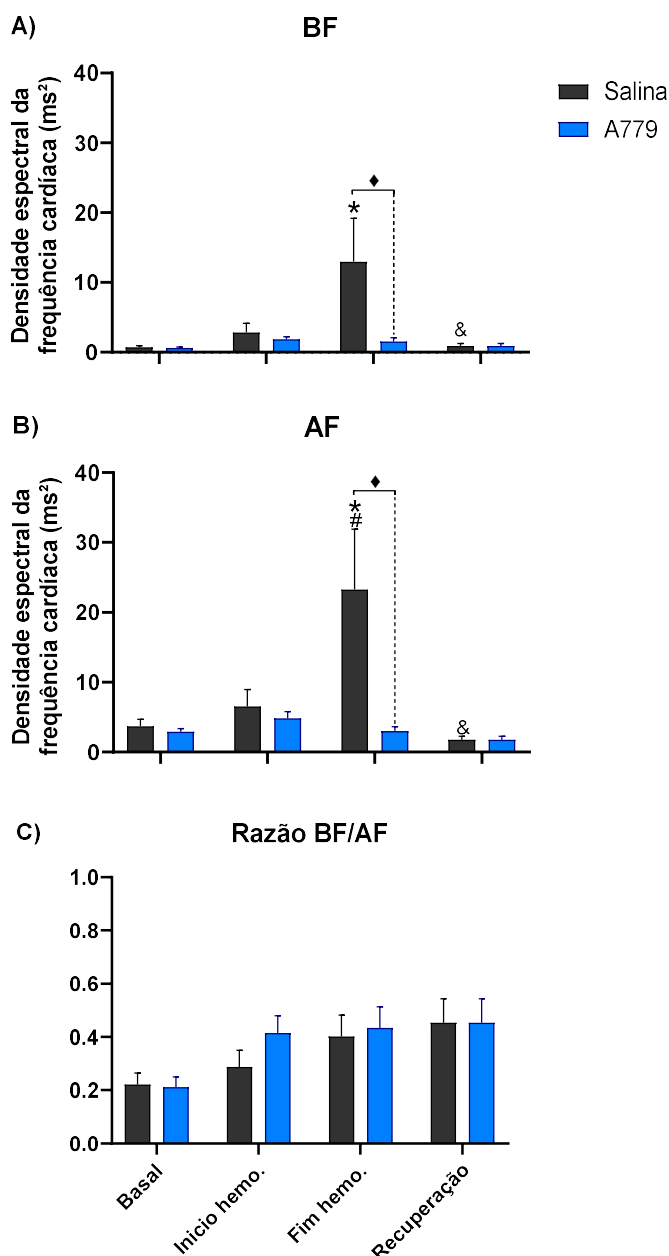 A)
BF
Salina
A779
Densidade espectral da
frequência cardíaca (ms²)
40
30
20
10
0
♦
*
&
B)
AF
Densidade espectral da
frequência cardíaca (ms²)
40
30
20
10
0
♦
*
#
&
C)
Razão BF/AF
1.0
0.8
0.6
0.4
0.2
0.0
Basal
Inicio hemo.
Fim hemo.
Recuperação